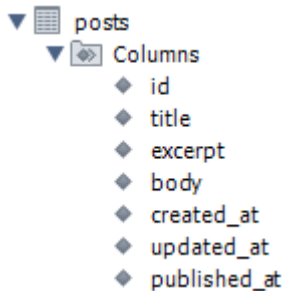 posts
Columns
id
title
excerpt
body
created_at
updated_at
published_at